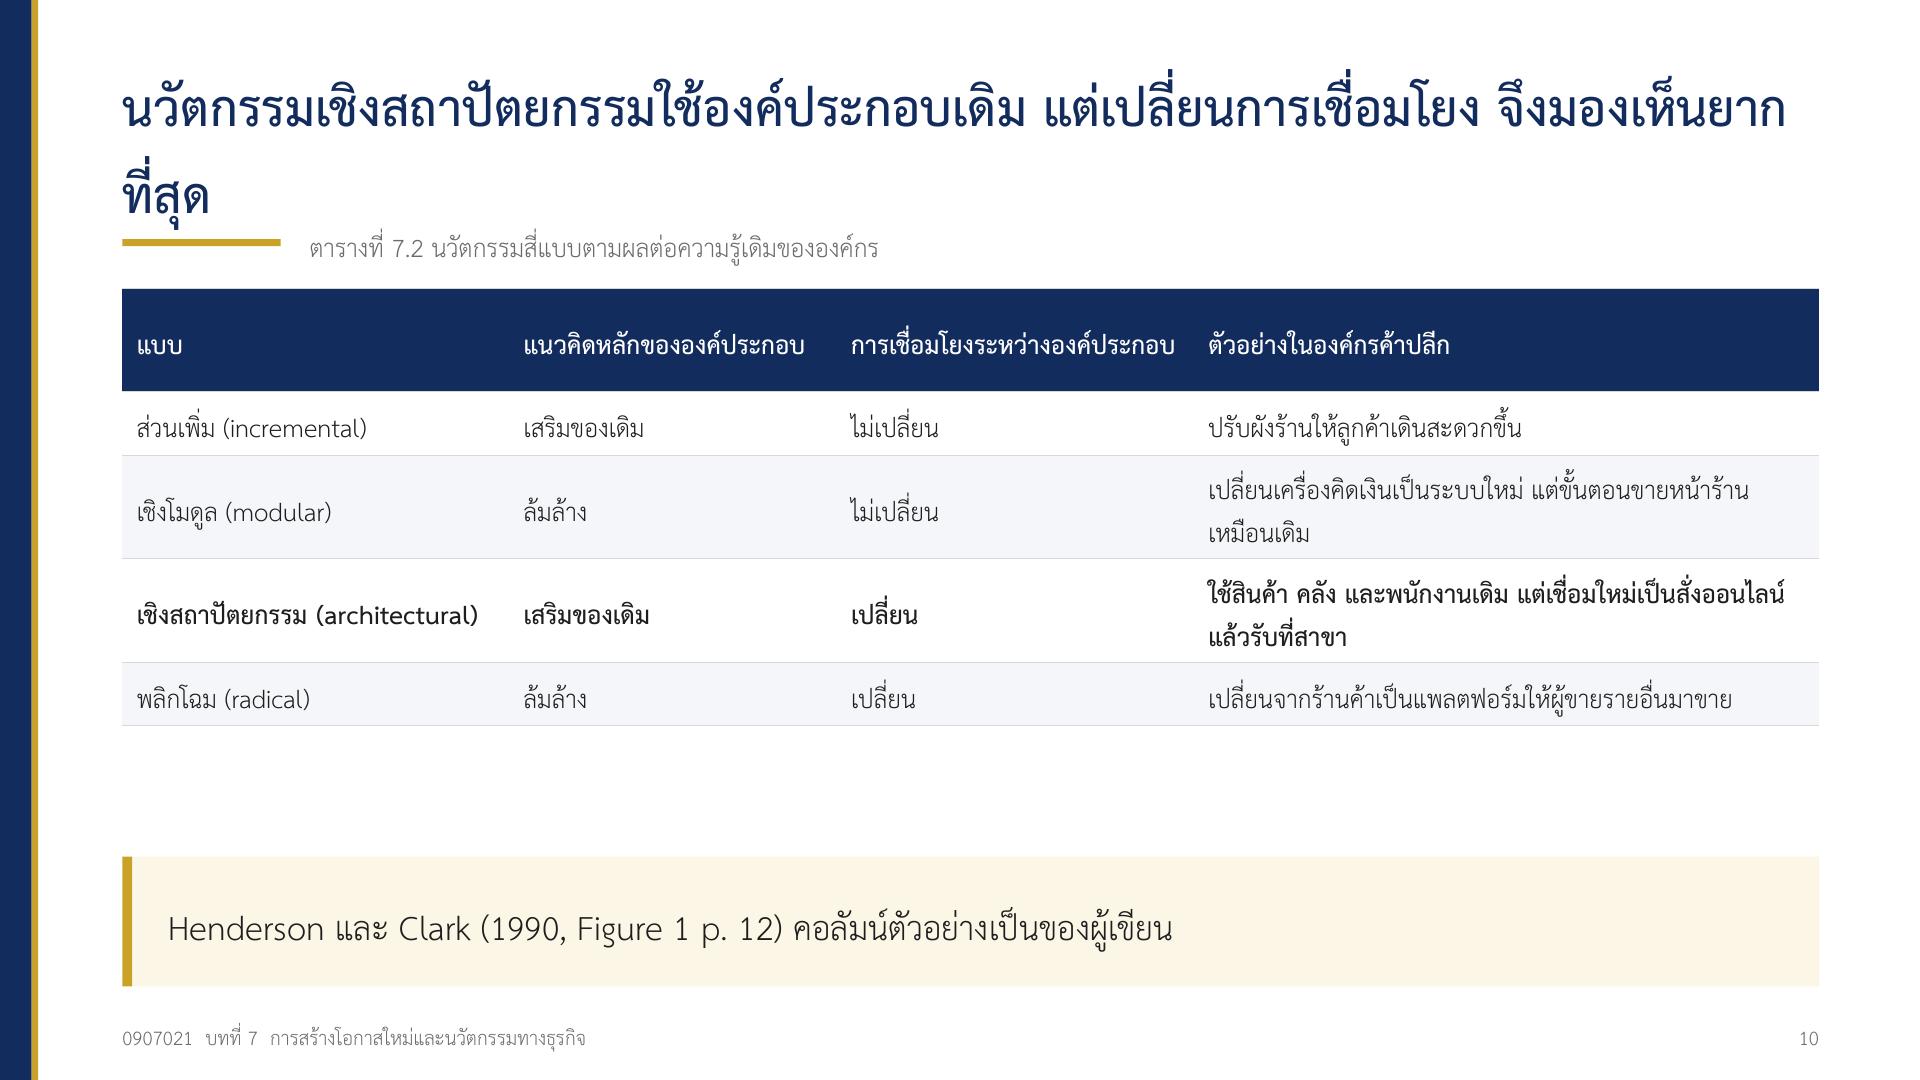 นวัตกรรมเชิงสถาปัตยกรรมใช้องค์ประกอบเดิม แต่เปลี่ยนการเชื่อมโยง จึงมองเห็นยาก
ที่สุด
ตารางที่ 7.2 นวัตกรรมสี่แบบตามผลต่อความรู้เดิมขององค์กร
แบบ แนวคิดหลักขององค์ประกอบ การเชื่อมโยงระหว่างองค์ประกอบ ตัวอย่างในองค์กรค้าปลีก
ส่วนเพิ่ม (incremental) เสริมของเดิม ไม่เปลี่ยน ปรับผังร้านให้ลูกค้าเดินสะดวกขึ้น
เชิงโมดูล (modular) ล้มล้าง ไม่เปลี่ยน เปลี่ยนเครื่องคิดเงินเป็นระบบใหม่ แต่ขั้นตอนขายหน้าร้าน
เหมือนเดิม
เชิงสถาปัตยกรรม (architectural) เสริมของเดิม เปลี่ยน ใช้สินค้า คลัง และพนักงานเดิม แต่เชื่อมใหม่เป็นสั่งออนไลน์
แล้วรับที่สาขา
พลิกโฉม (radical) ล้มล้าง เปลี่ยน เปลี่ยนจากร้านค้าเป็นแพลตฟอร์มให้ผู้ขายรายอื่นมาขาย
Henderson และ Clark (1990, Figure 1 p. 12) คอลัมน์ตัวอย่างเป็นของผู้เขียน
0907021 บทที่ 7 การสร้างโอกาสใหม่และนวัตกรรมทางธุรกิจ
10